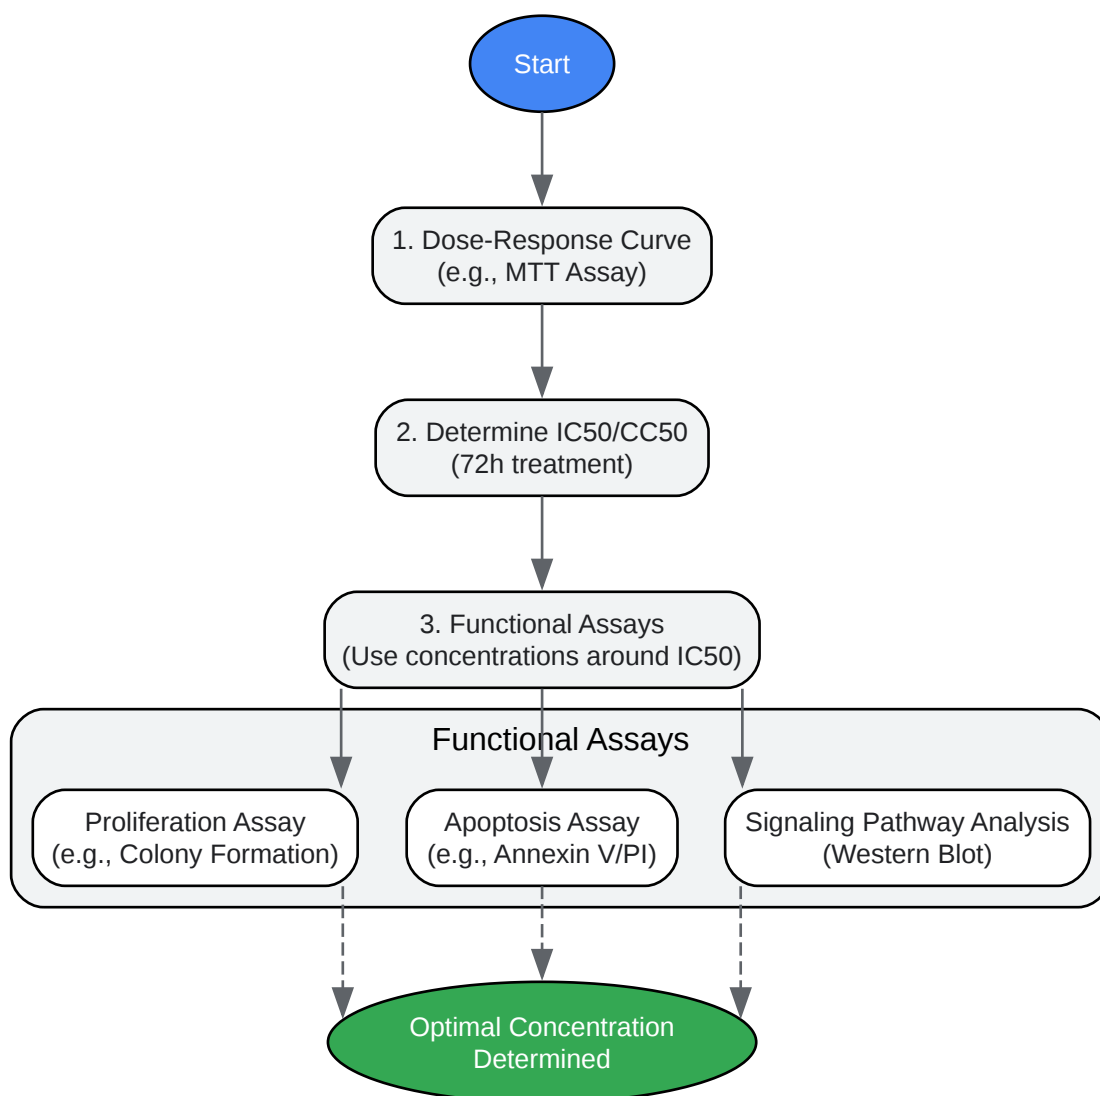 Start
1. Dose-Response Curve
(e.g., MTT Assay)
2. Determine IC50/CC50
(72h treatment)
3. Functional Assays
(Use concentrations around IC50)
Functional Assays
Proliferation Assay
(e.g., Colony Formation)
Apoptosis Assay
(e.g., Annexin V/PI)
Signaling Pathway Analysis
(Western Blot)
Optimal Concentration
Determined